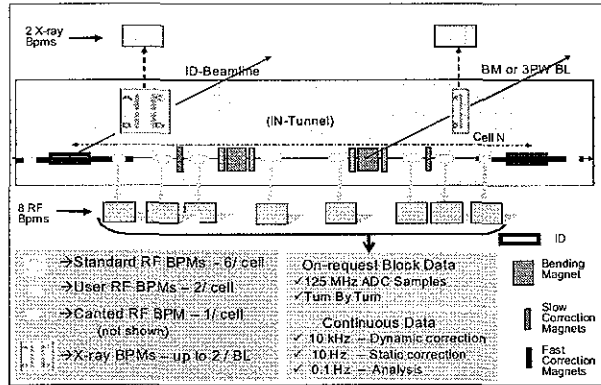 2 X-ray
Bpms
ID-Beamline
BM or 3PW BL
(IN-Tunnel)
Cell N
8 RF
Bpms
→Standard RF BPMs – 6/ cell
→User RF BPMs – 2/ cell
→Canted RF BPM – 1/ cell
(not shown)
→X-ray BPMs – up to 2 / BL
On-request Block Data
✓125 MHz ADC Samples
✓Turn By Turn
Continuous Data
✓ 10 kHz – Dynamic correction
✓ 10 Hz – Static correction
✓ 0.1 Hz – Analysis
ID
Bending
Magnet
Slow
Correction
Magnets
Fast
Correction
Magnets